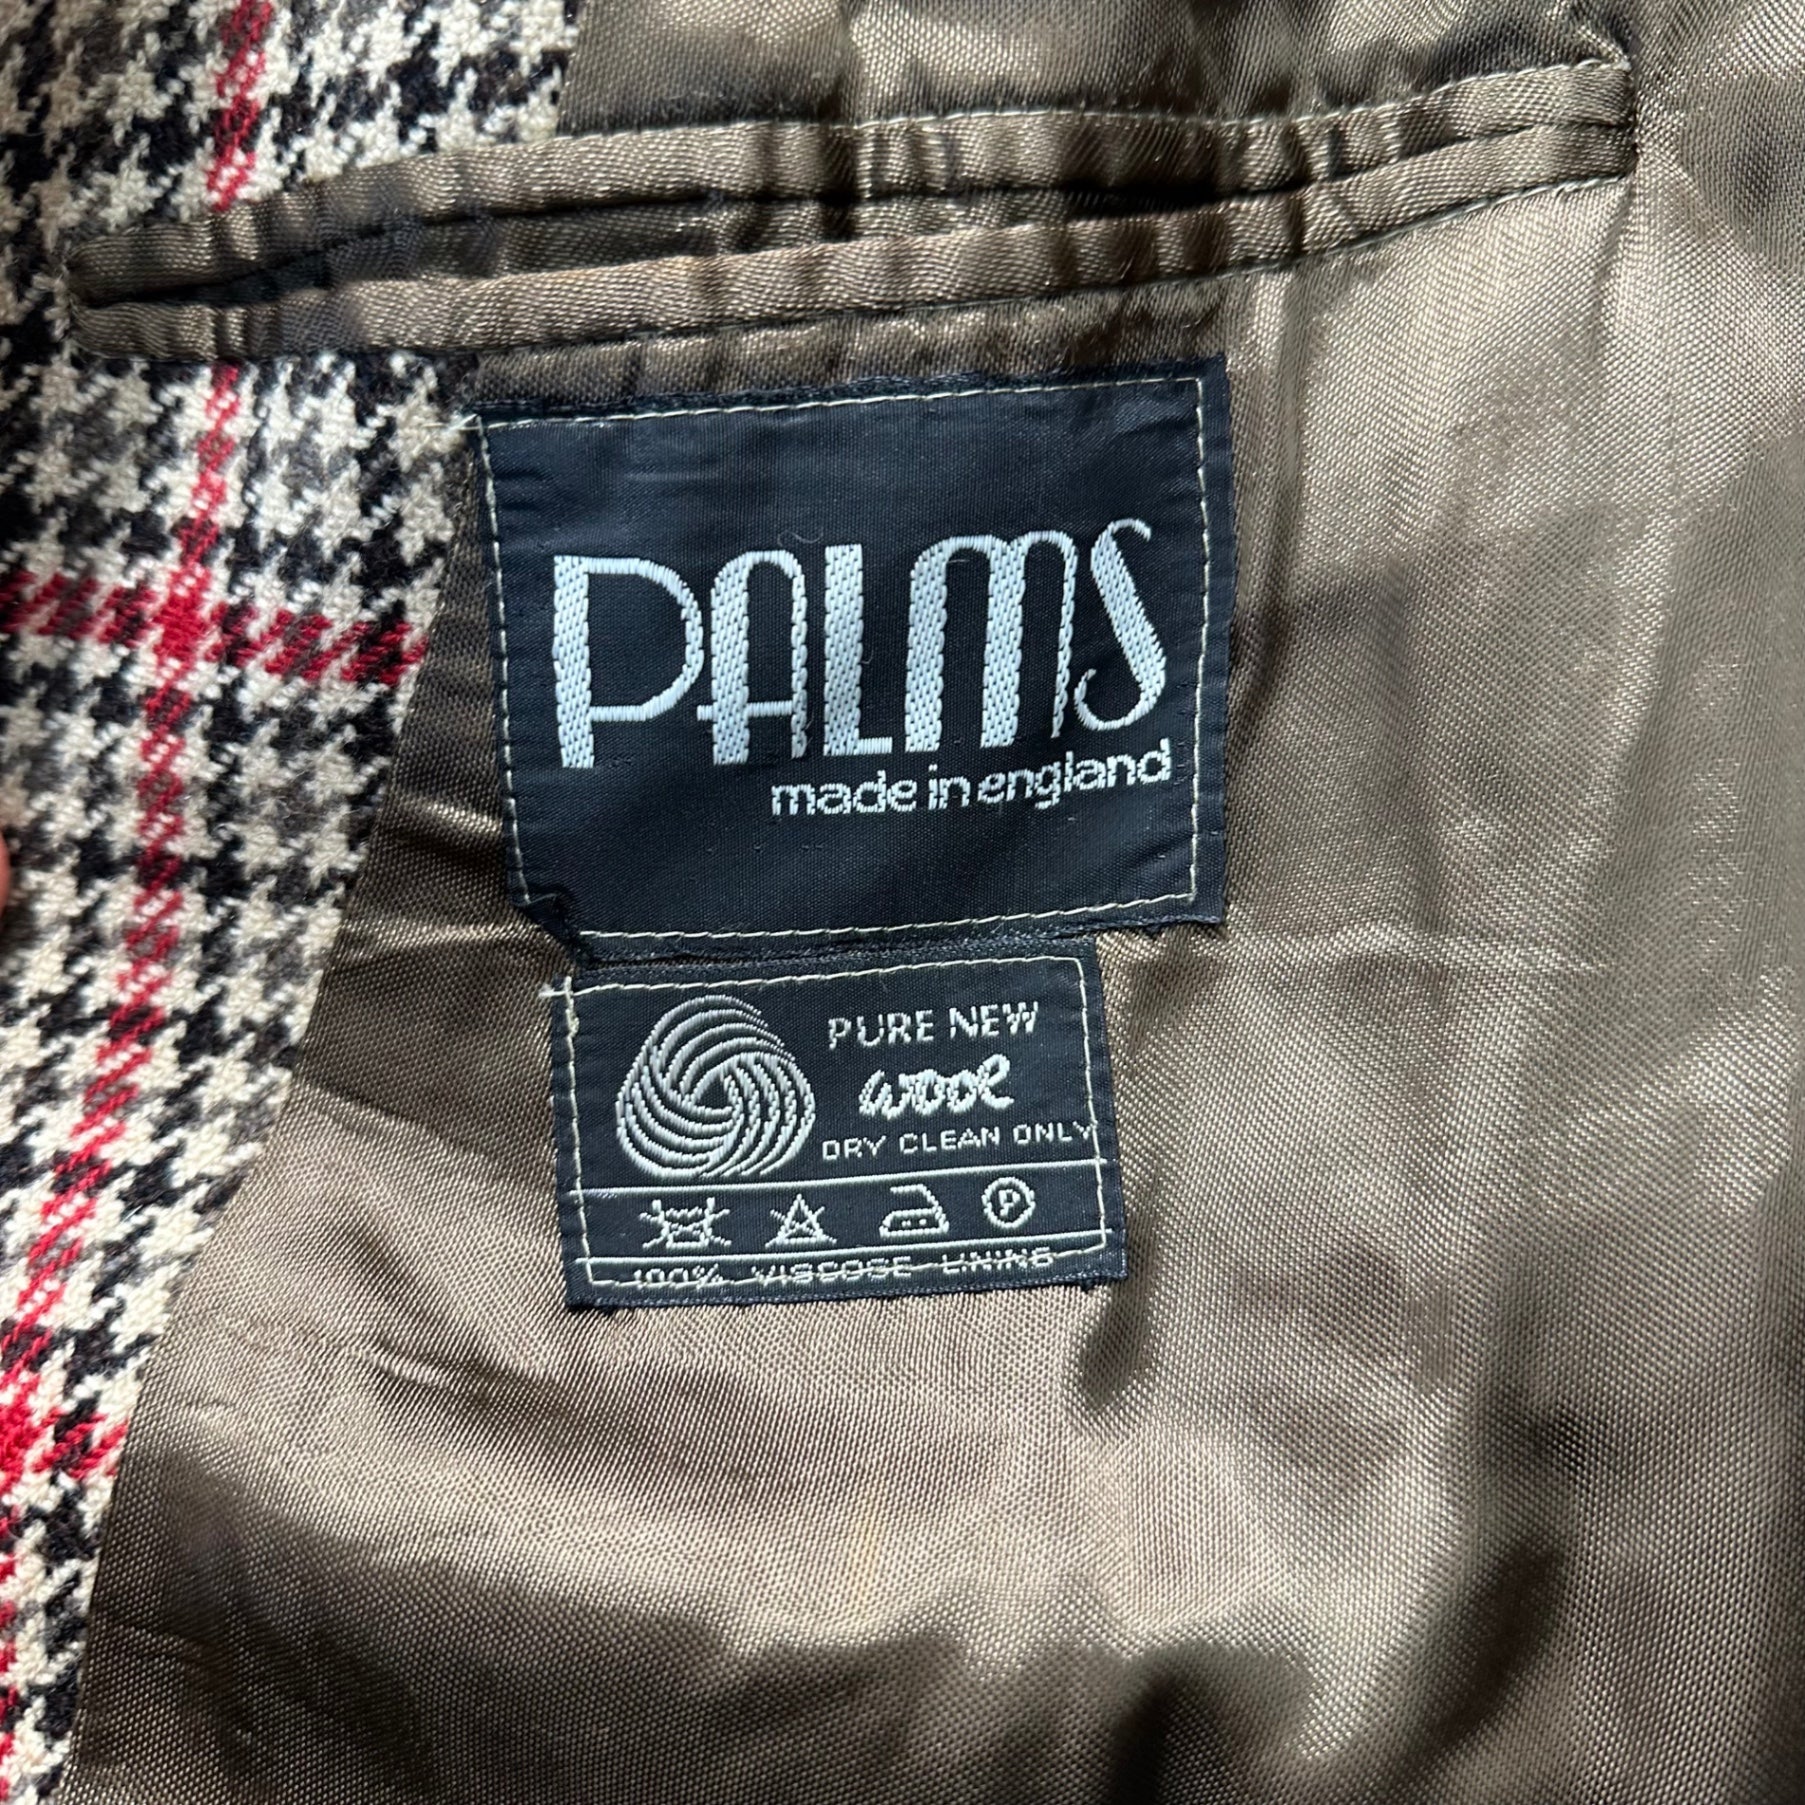 PALMS
made in england
PURE NEW
wool
DRY CLEAN ONLY
P
100% VISCOSE LINING